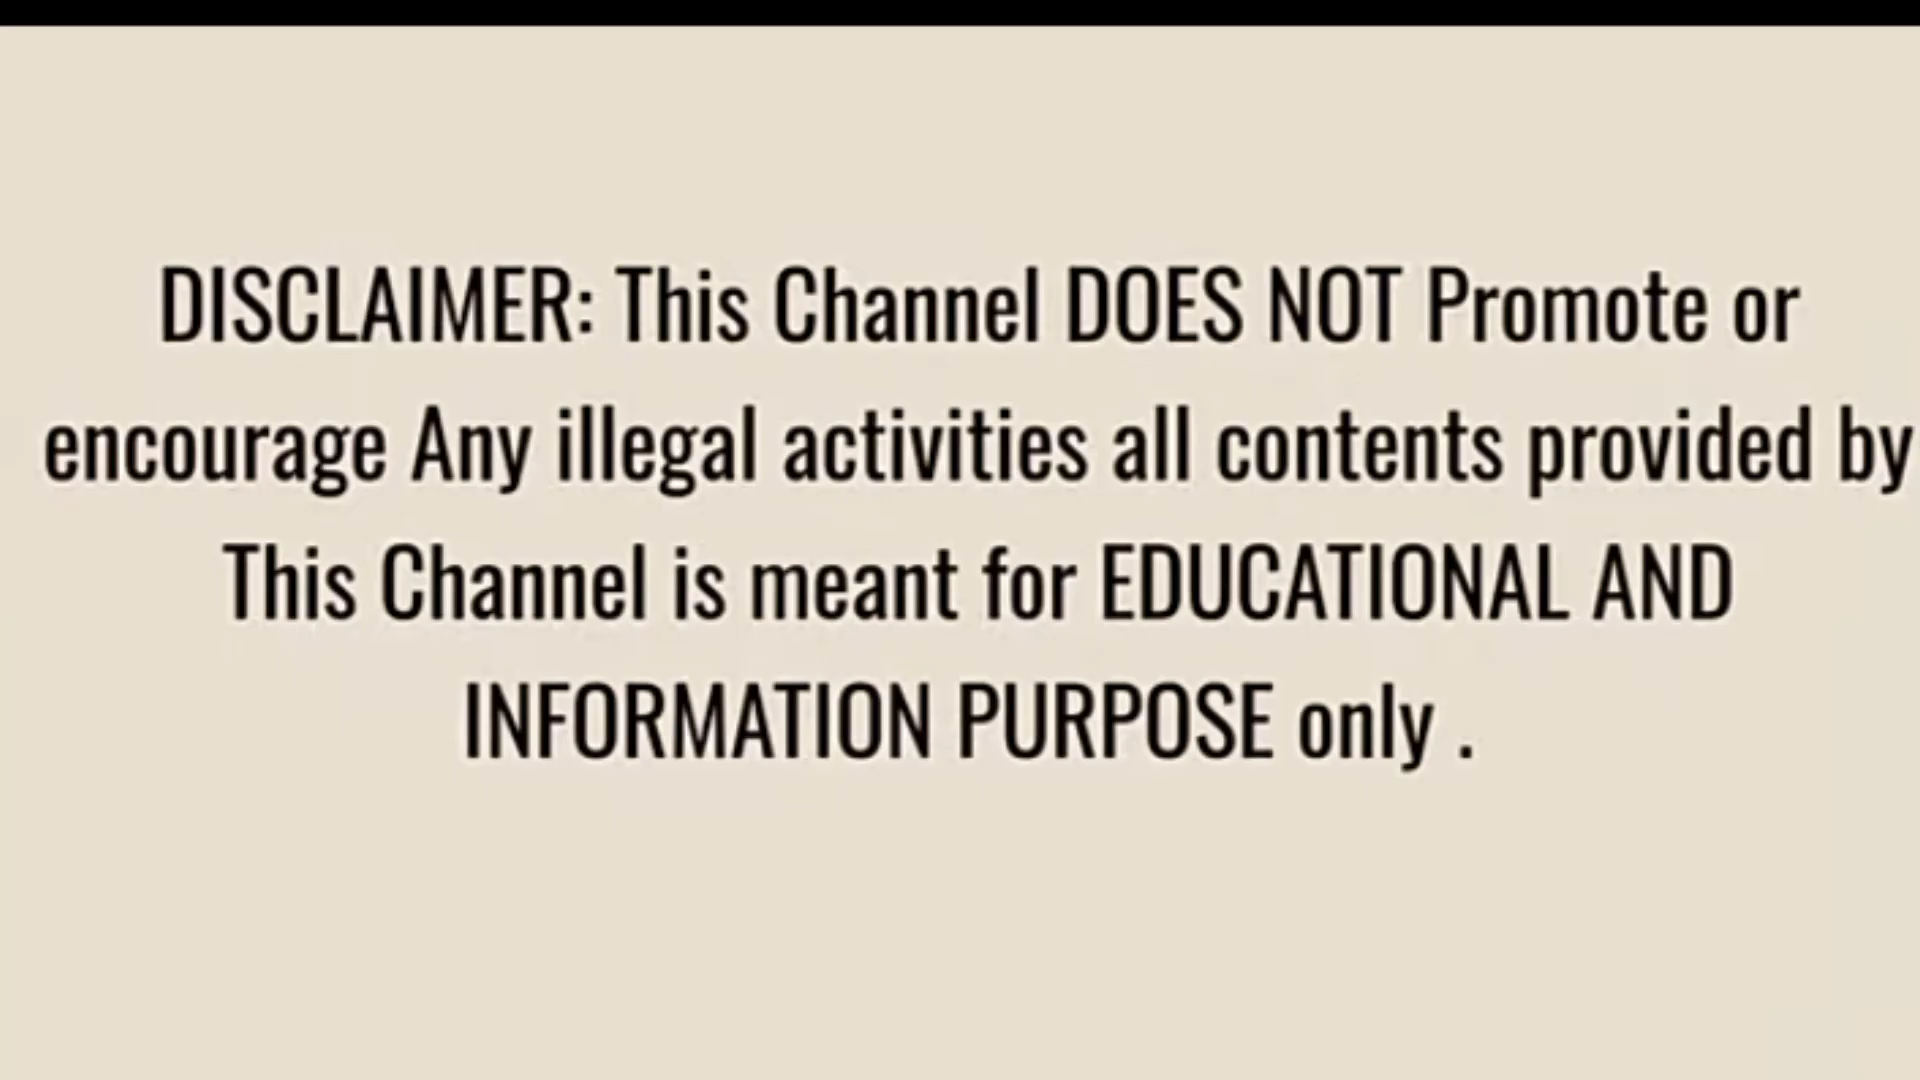 DISCLAIMER: This Channel DOES NOT Promote or
encourage Any illegal activities all contents provided by
This Channel is meant for EDUCATIONAL AND
INFORMATION PURPOSE only .